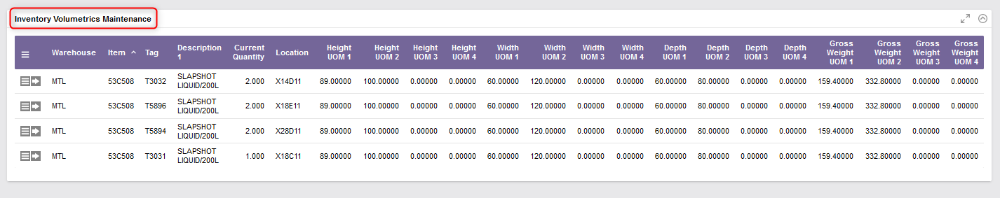 Inventory Volumetrics Maintenance
Warehouse Item Tag Description 1 Current Quantity Location Height UOM 1 Height UOM 2 Height UOM 3 Height UOM 4 Width UOM 1 Width UOM 2 Width UOM 3 Width UOM 4 Depth UOM 1 Depth UOM 2 Depth UOM 3 Depth UOM 4 Gross Weight UOM 1 Gross Weight UOM 2 Gross Weight UOM 3 Gross Weight UOM 4
MTL 53C508 T3032 SLAPSHOT LIQUID/200L 2.000 X14D11 89.00000 100.00000 0.00000 0.00000 60.00000 120.00000 0.00000 0.00000 60.00000 80.00000 0.00000 0.00000 159.40000 332.80000 0.00000 0.00000
MTL 53C508 T5896 SLAPSHOT LIQUID/200L 2.000 X18E11 89.00000 100.00000 0.00000 0.00000 60.00000 120.00000 0.00000 0.00000 60.00000 80.00000 0.00000 0.00000 159.40000 332.80000 0.00000 0.00000
MTL 53C508 T5894 SLAPSHOT LIQUID/200L 2.000 X28D11 89.00000 100.00000 0.00000 0.00000 60.00000 120.00000 0.00000 0.00000 60.00000 80.00000 0.00000 0.00000 159.40000 332.80000 0.00000 0.00000
MTL 53C508 T3031 SLAPSHOT LIQUID/200L 1.000 X18C11 89.00000 100.00000 0.00000 0.00000 60.00000 120.00000 0.00000 0.00000 60.00000 80.00000 0.00000 0.00000 159.40000 332.80000 0.00000 0.00000